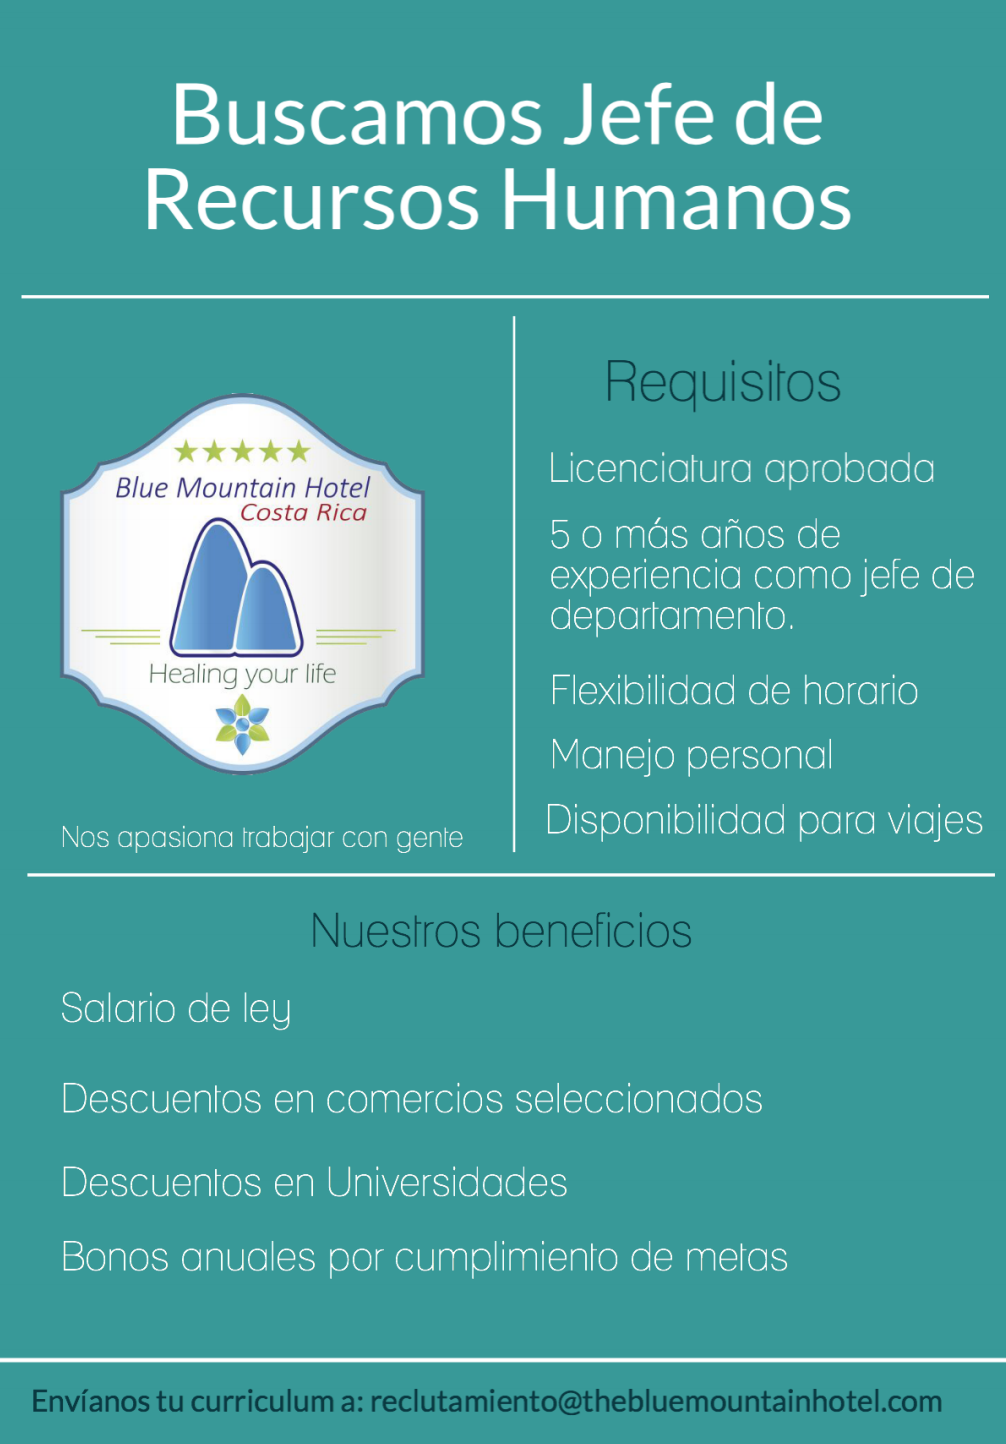 Buscamos Jefe de
Recursos Humanos
Blue Mountain Hotel
Costa Rica
Healing your life
Nos apasiona trabajar con gente
Requisitos
Licenciatura aprobada
5 o más años de
experiencia como jefe de
departamento.
Flexibilidad de horario
Manejo personal
Disponibilidad para viajes
Nuestros beneficios
Salario de ley
Descuentos en comercios seleccionados
Descuentos en Universidades
Bonos anuales por cumplimiento de metas
Envíanos tu curriculum a: reclutamiento@thebluemountainhotel.com